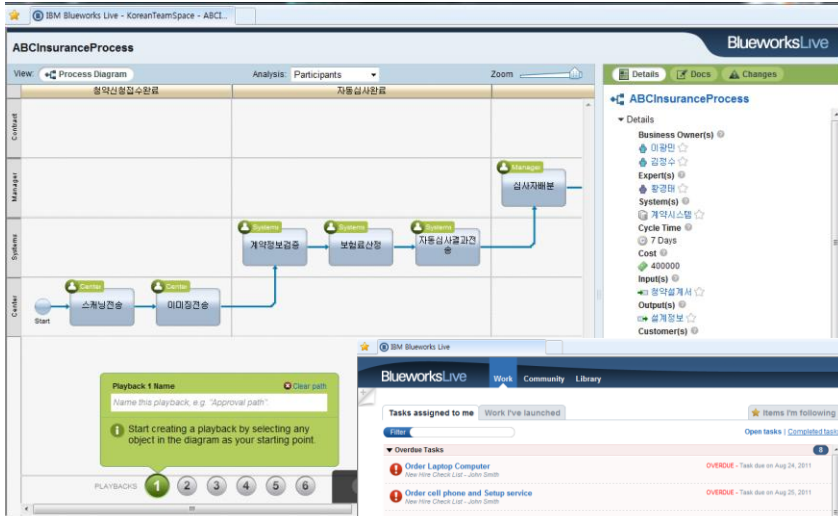 IBM Blueworks Live - KoreanTeamSpace - ABCI...
ABCInsuranceProcess
BlueworksLive
View:
Process Diagram
Analysis:
Participants
Zoom
Details
Docs
Changes
청약신청접수완료
자동심사완료
Contract
Manager
Systems
Center
Manager
심사자배분
Systems
계약정보검증
Systems
보험료산정
Systems
자동심사결과전
송
Start
Center
스캐닝전송
Center
이미징전송
ABCInsuranceProcess
Details
Business Owner(s)
이황민
김정수
Expert(s)
황경태
System(s)
계약시스템
Cycle Time
7 Days
Cost
400000
Input(s)
청약설계서
Output(s)
설계정보
Customer(s)
Playback 1 Name
Clear path
Name this playback, e.g. "Approval path".
Start creating a playback by selecting any
object in the diagram as your starting point.
PLAYBACKS
1
2
3
4
5
6
IBM Blueworks Live
BlueworksLive
Work
Community
Library
Tasks assigned to me
Work I've launched
Items I'm following
Filter
Open tasks | Completed task
Overdue Tasks
8
Order Laptop Computer
New Hire Check List - John Smith
OVERDUE - Task due on Aug 24, 2011
Order cell phone and Setup service
New Hire Check List - John Smith
OVERDUE - Task due on Aug 25, 2011